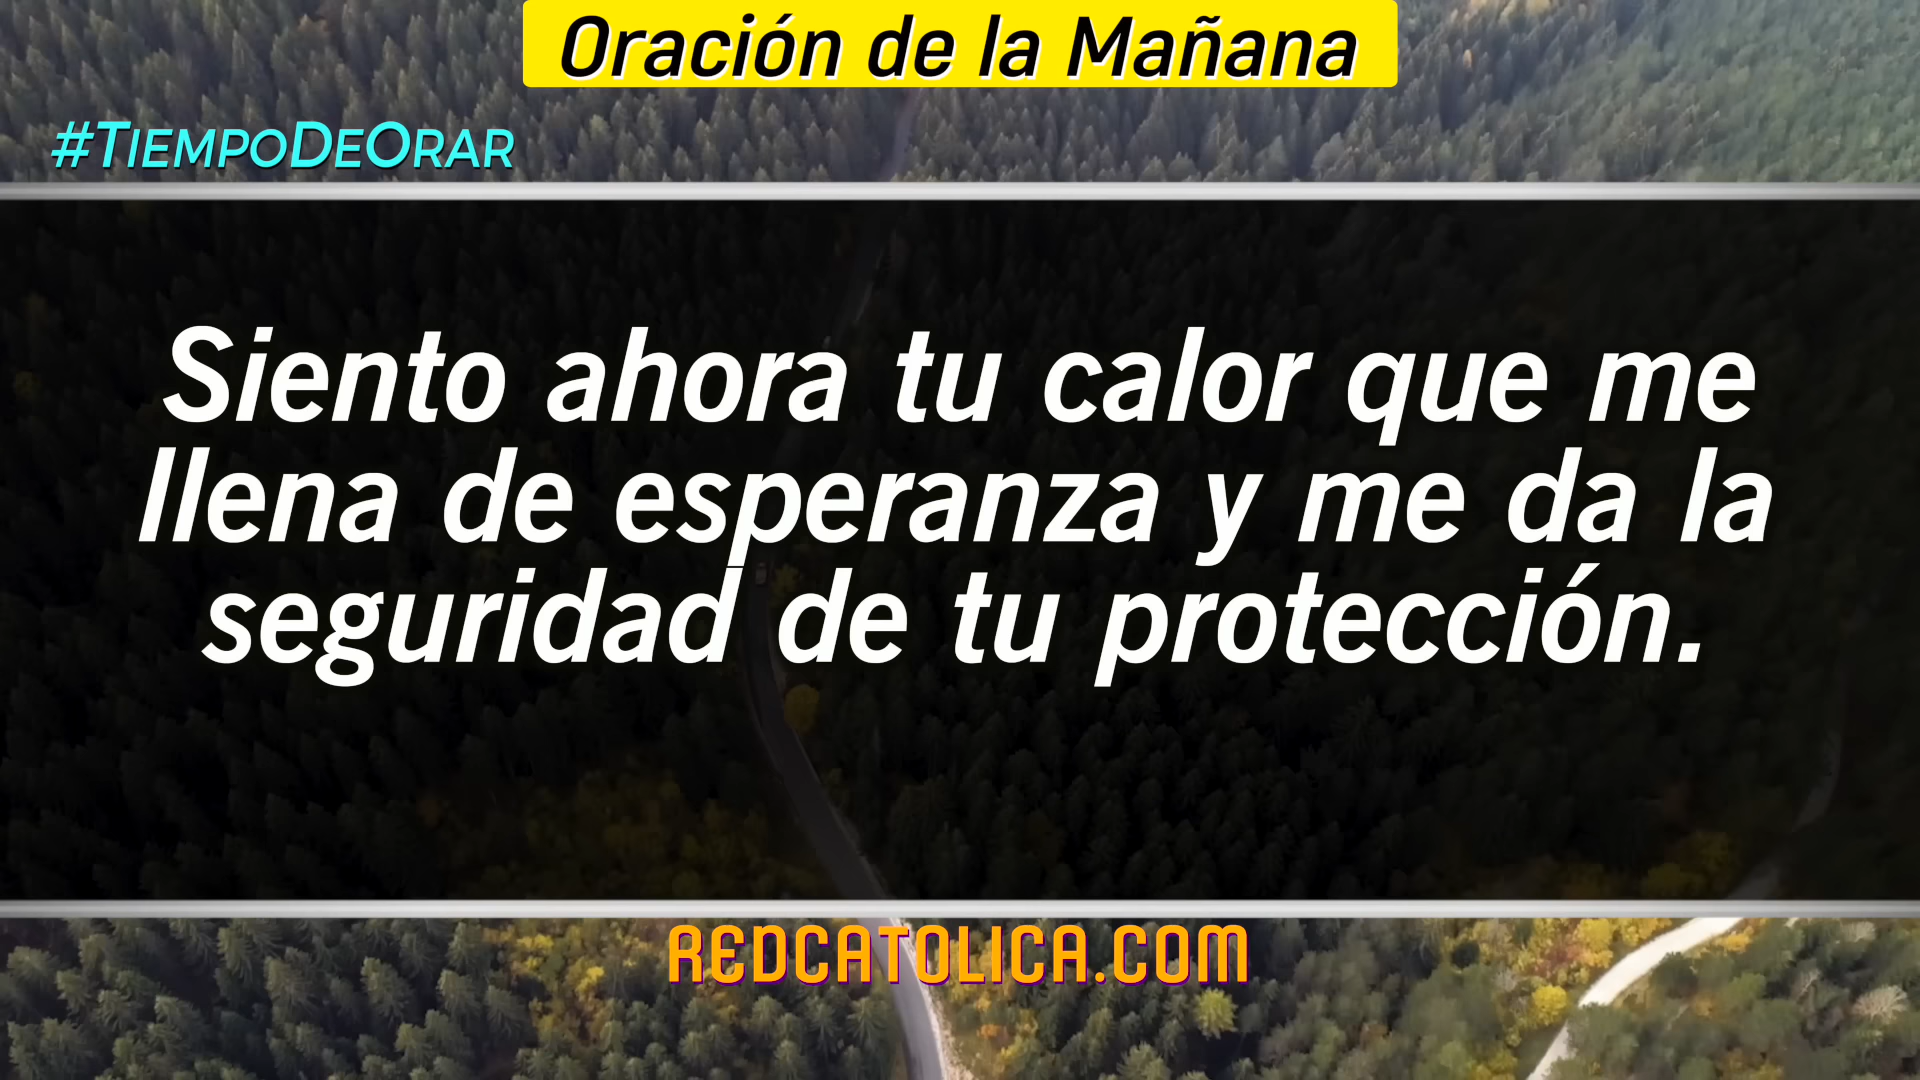 Oración de la Mañana
#TiempoDeOrar
Siento ahora tu calor que me
llena de esperanza y me da la
seguridad de tu protección.
REDCATOLICA.COM